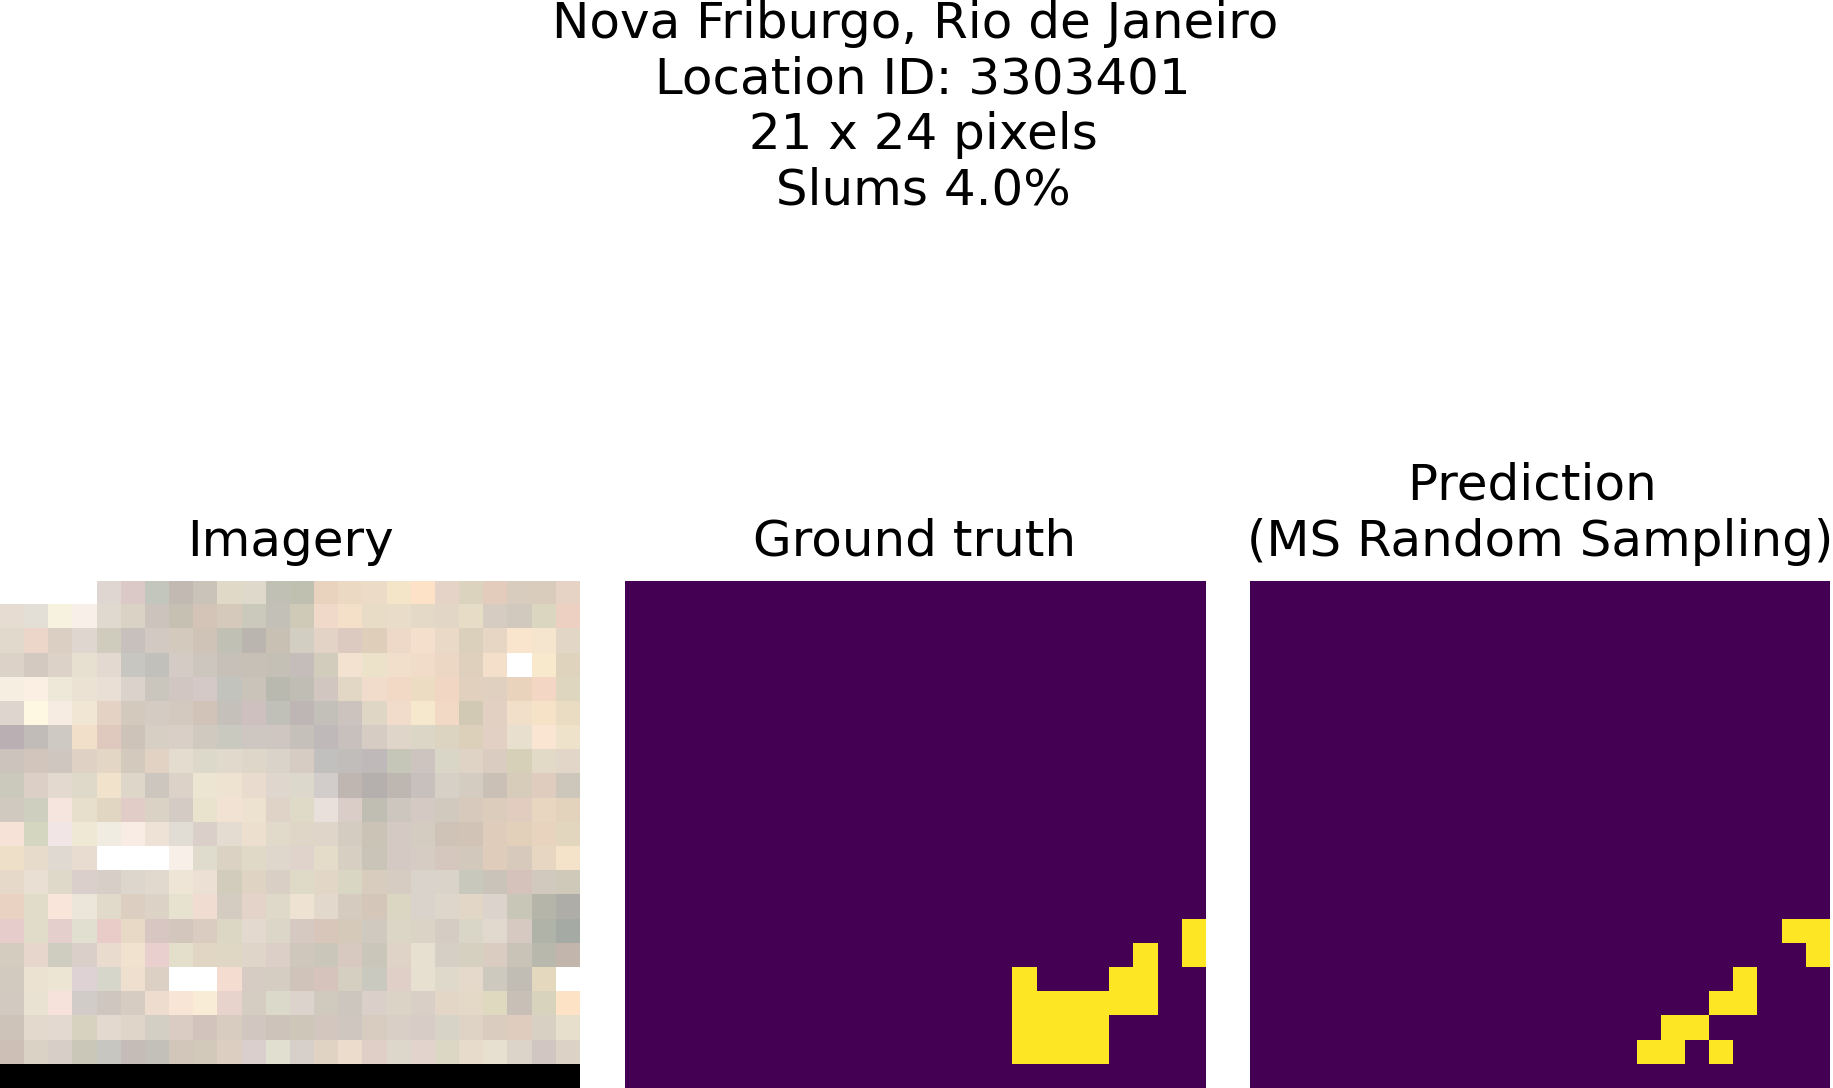 Nova Friburgo, Rio de Janeiro
Location ID: 3303401
21 x 24 pixels
Slums 4.0%
Imagery
Ground truth
Prediction
(MS Random Sampling)